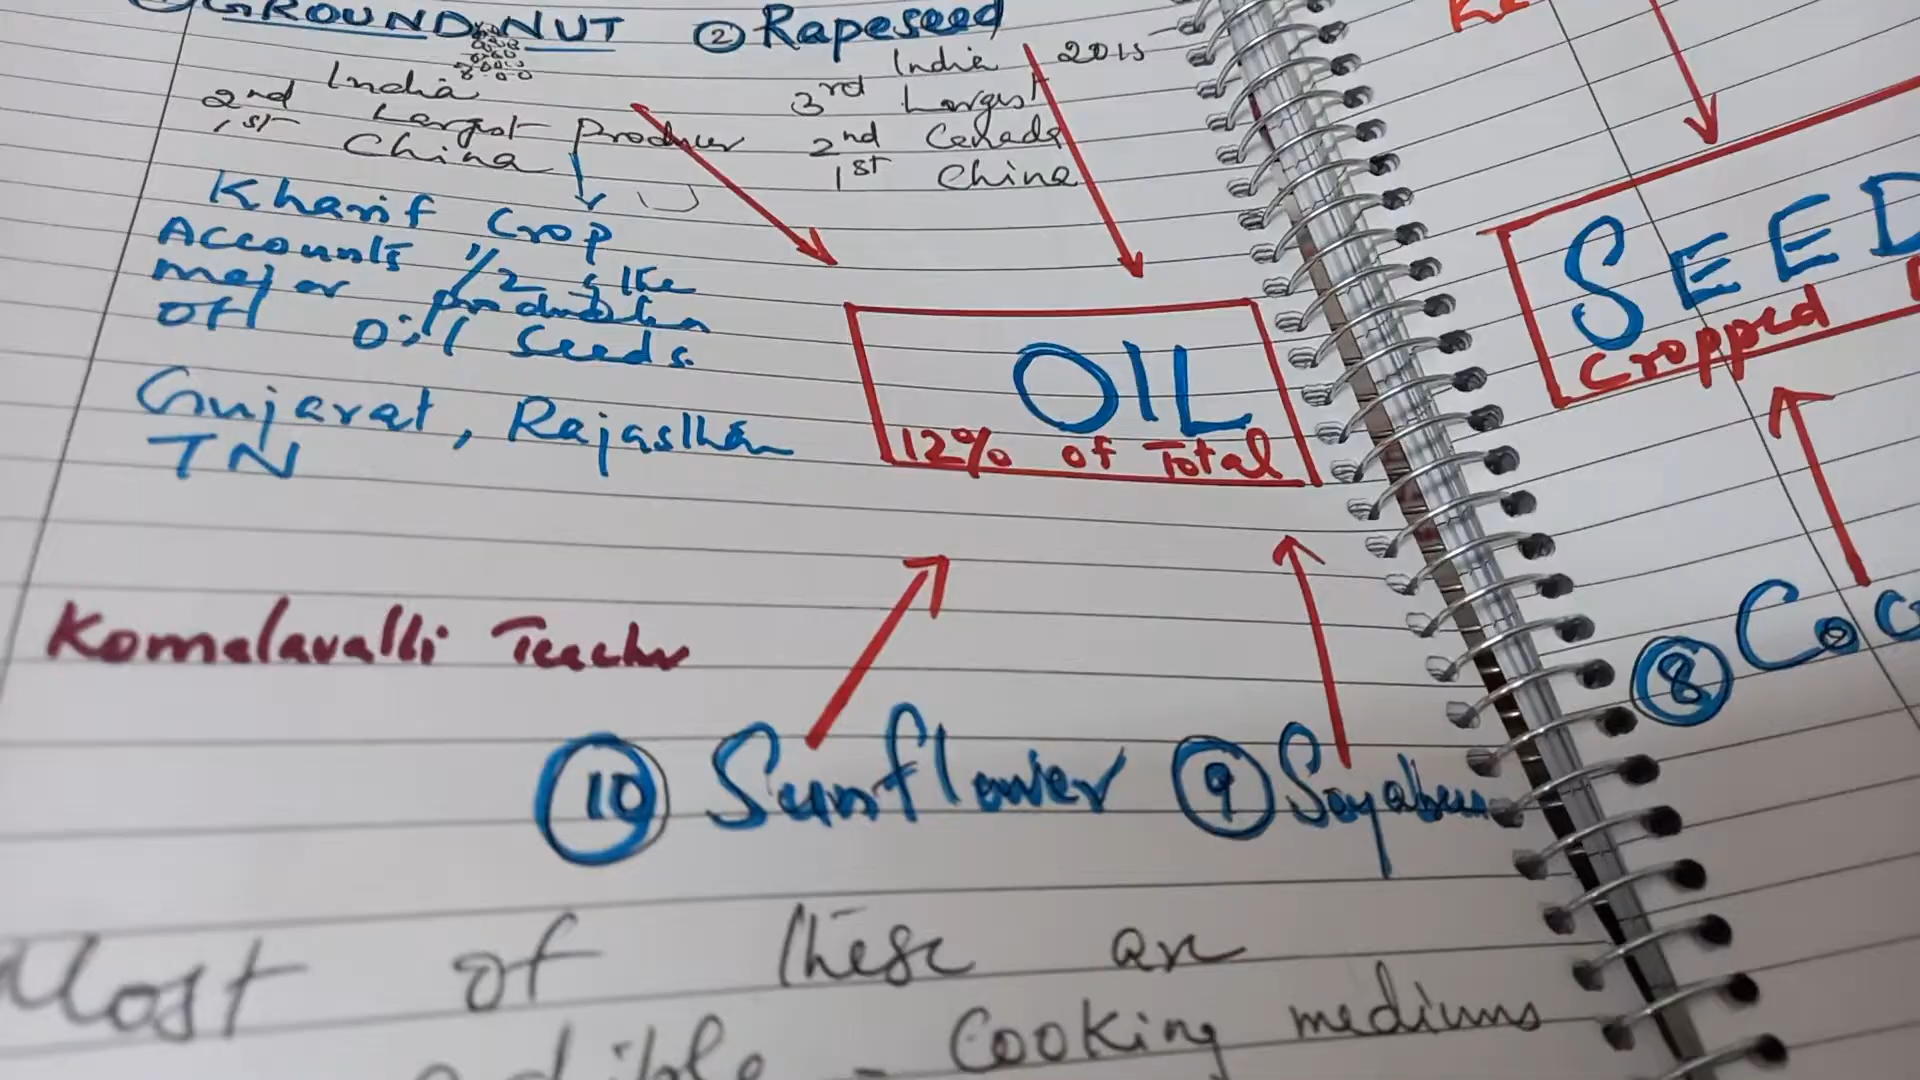 GROUNDNUT ② Rapeseed
India
2nd Largest Producer
1st China
India 2015
3rd Largest
2nd Canada
1st China
Kharif Crop
Accounts 1/2 of the
major production
off oil seeds.
Gujarat, Rajasthan
TN
OIL
12% of Total
SEED
Cropped
Komalavalli Teacher
⑩ Sunflower ⑨ Soyabean
⑧ Coc
Most of these are
edible - Cooking mediums